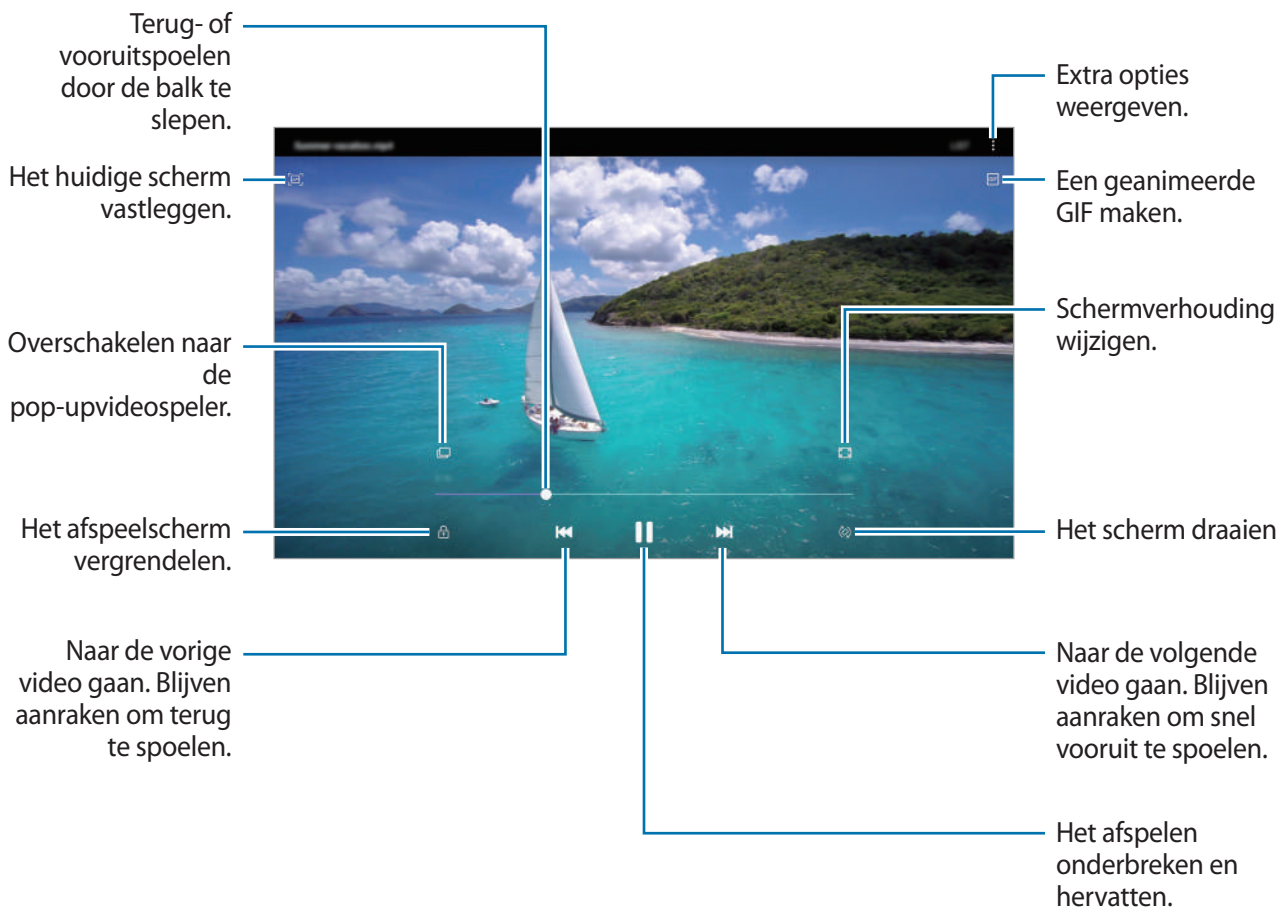 Terug- of
vooruitspoelen
door de balk te
slepen.
Extra opties
weergeven.
Het huidige scherm
vastleggen.
Een geanimeerde
GIF maken.
Schermverhouding
wijzigen.
Overschakelen naar
de
pop-upvideospeler.
Het afspeelscherm
vergrendelen.
Het scherm draaien
Naar de vorige
video gaan. Blijven
aanraken om terug
te spoelen.
Naar de volgende
video gaan. Blijven
aanraken om snel
vooruit te spoelen.
Het afspelen
onderbreken en
hervatten.